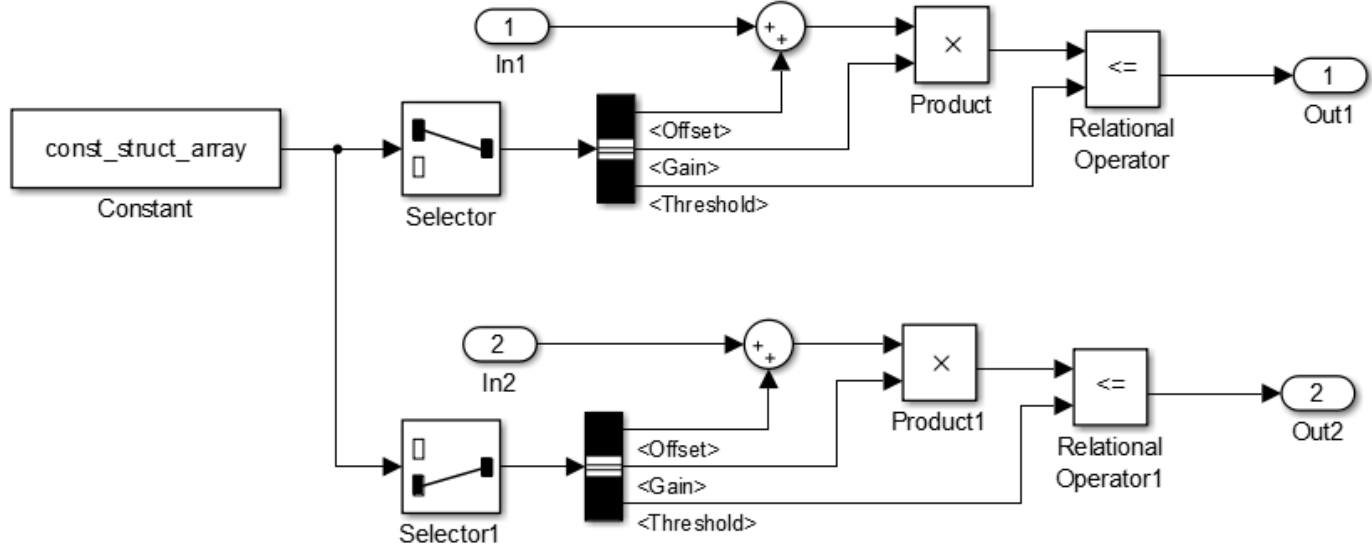 1
In1
+
+
×
Product
<=
Relational
Operator
1
Out1
const_struct_array
Constant
Selector
<Offset>
<Gain>
<Threshold>
2
In2
+
+
×
Product1
<=
Relational
Operator1
2
Out2
Selector1
<Offset>
<Gain>
<Threshold>